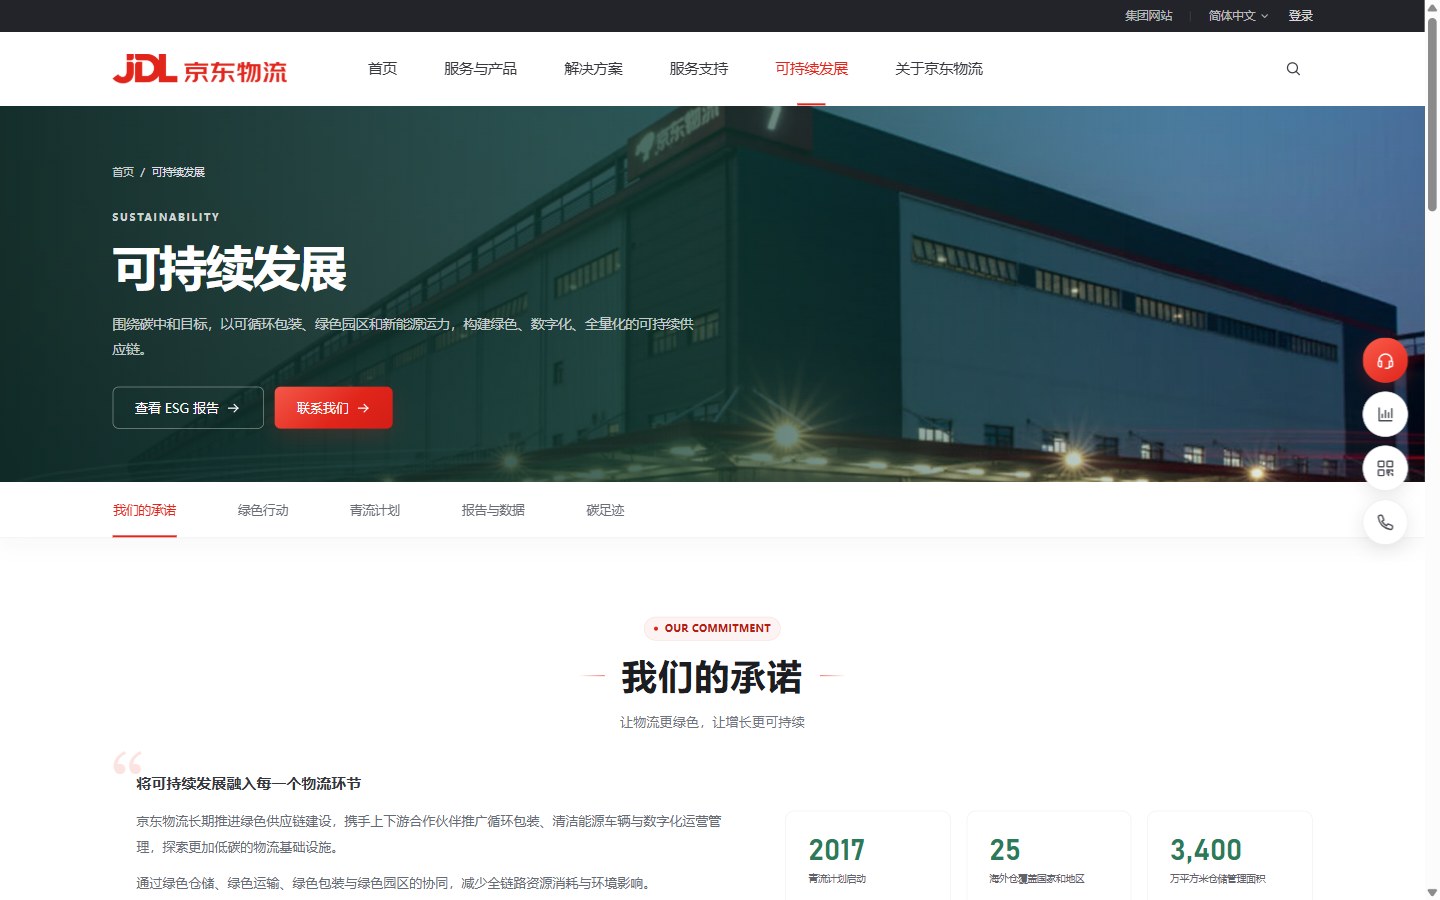 集团网站
简体中文
登录
JDL 京东物流
首页
服务与产品
解决方案
服务支持
可持续发展
关于京东物流
京东物流
首页 / 可持续发展
SUSTAINABILITY
可持续发展
围绕碳中和目标，以可循环包装、绿色园区和新能源运力，构建绿色、数字化、全量化的可持续供
应链。
查看 ESG 报告 →
联系我们 →
我们的承诺
绿色行动
青流计划
报告与数据
碳足迹
• OUR COMMITMENT
我们的承诺
让物流更绿色，让增长更可持续
“
将可持续发展融入每一个物流环节
京东物流长期推进绿色供应链建设，携手上下游合作伙伴推广循环包装、清洁能源车辆与数字化运营管
理，探索更加低碳的物流基础设施。
通过绿色仓储、绿色运输、绿色包装与绿色园区的协同，减少全链路资源消耗与环境影响。
2017
青流计划启动
25
海外仓覆盖国家和地区
3,400
万平方米仓储管理面积